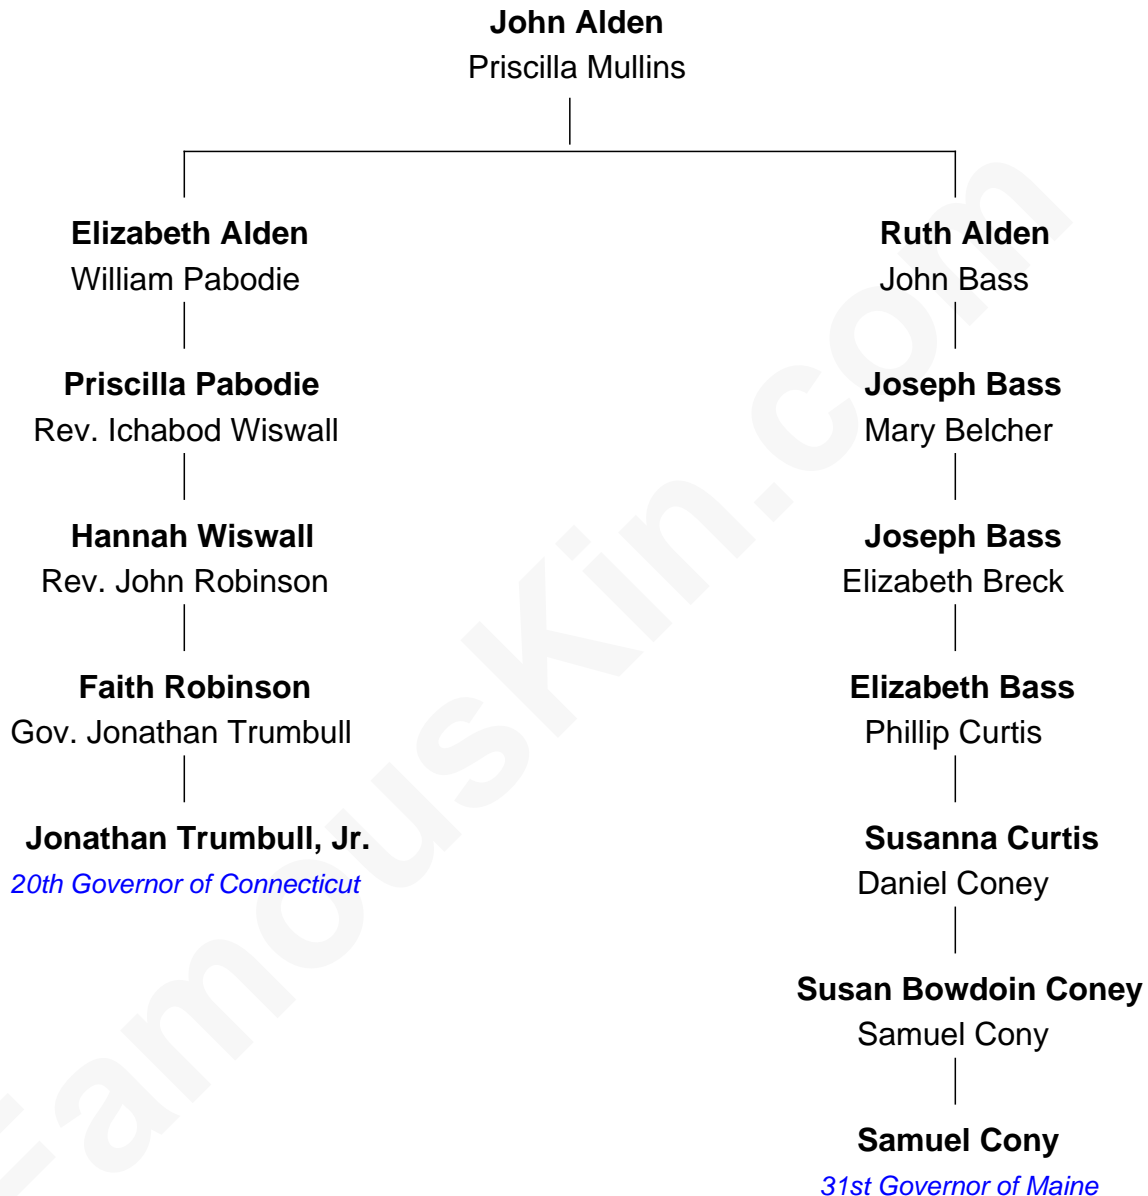 John Alden
Priscilla Mullins
Elizabeth Alden
William Pabodie
Priscilla Pabodie
Rev. Ichabod Wiswall
Hannah Wiswall
Rev. John Robinson
Faith Robinson
Gov. Jonathan Trumbull
Jonathan Trumbull, Jr.
20th Governor of Connecticut
Ruth Alden
John Bass
Joseph Bass
Mary Belcher
Joseph Bass
Elizabeth Breck
Elizabeth Bass
Phillip Curtis
Susanna Curtis
Daniel Coney
Susan Bowdoin Coney
Samuel Cony
Samuel Cony
31st Governor of Maine
FamousKin.com